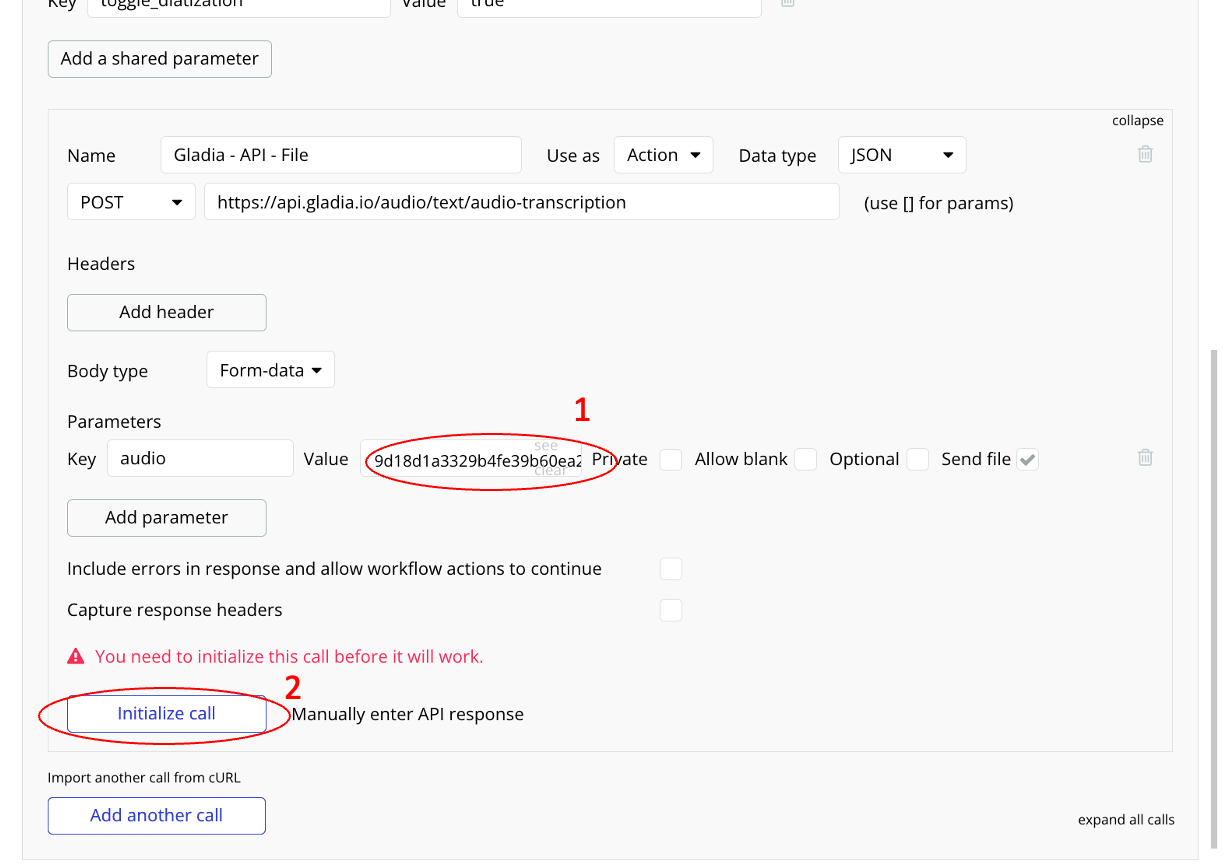 Key toggle_diatization Value true
Add a shared parameter
collapse
Name Gladia - API - File Use as Action Data type JSON
POST https://api.gladia.io/audio/text/audio-transcription (use [] for params)
Headers
Add header
Body type Form-data
1
Parameters
see
Key audio Value 9d18d1a3329b4fe39b60ea2 Private Allow blank Optional Send file
clear
Add parameter
Include errors in response and allow workflow actions to continue
Capture response headers
You need to initialize this call before it will work.
2
Initialize call Manually enter API response
Import another call from cURL
Add another call
expand all calls